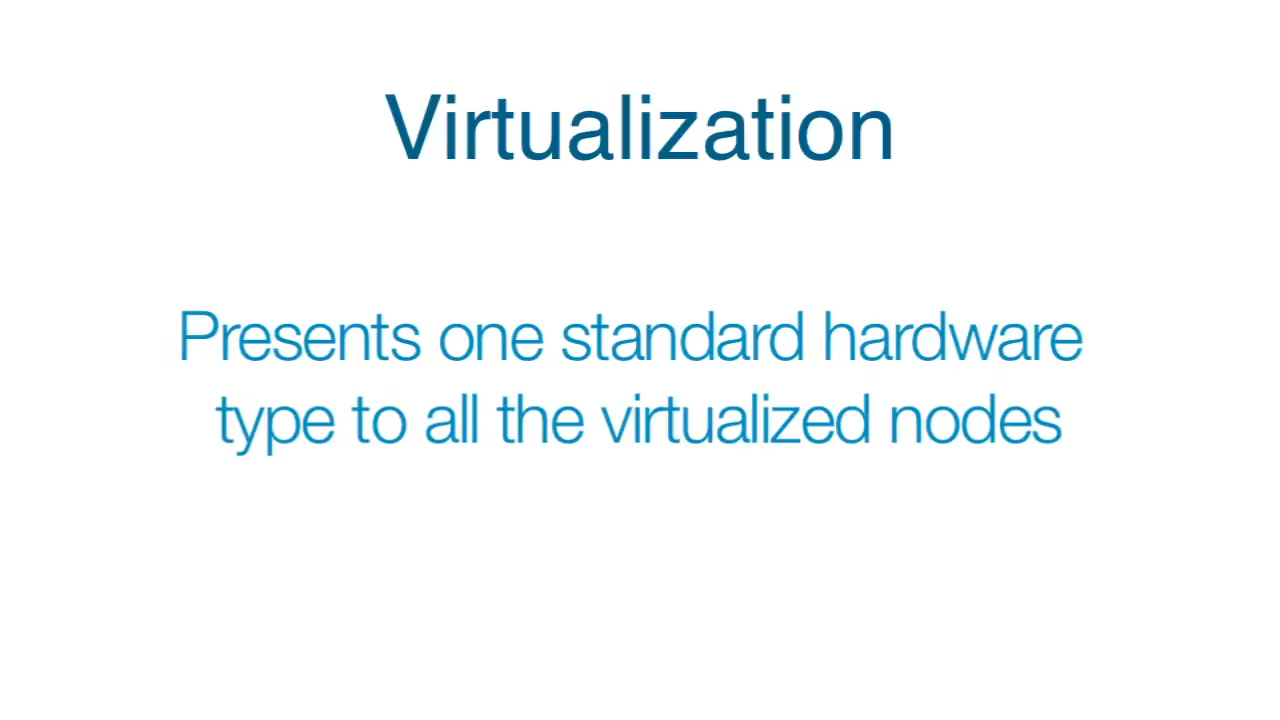 Virtualization
Presents one standard hardware
type to all the virtualized nodes